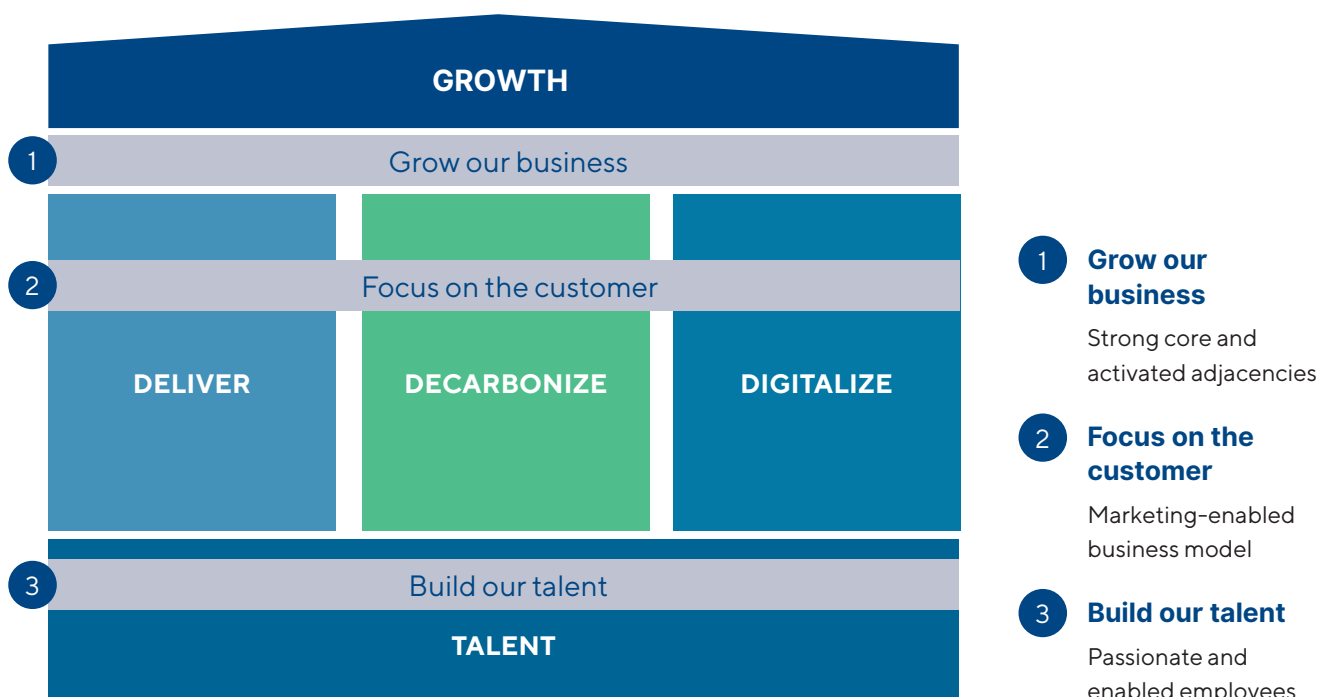 GROWTH
1
Grow our business
2
Focus on the customer
DELIVER
DECARBONIZE
DIGITALIZE
3
Build our talent
TALENT
1
Grow our
business
Strong core and
activated adjacencies
2
Focus on the
customer
Marketing-enabled
business model
3
Build our talent
Passionate and
enabled employees